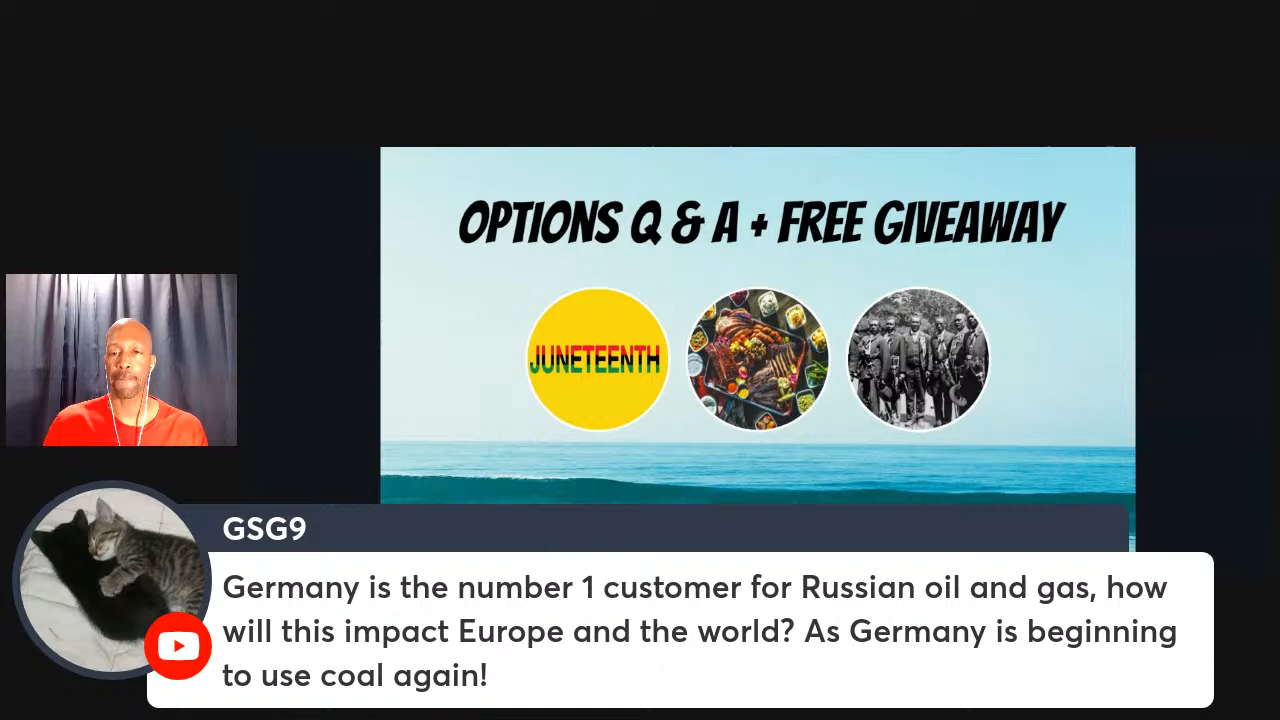 OPTIONS Q & A + FREE GIVEAWAY
JUNETEENTH
GSG9
Germany is the number 1 customer for Russian oil and gas, how
will this impact Europe and the world? As Germany is beginning
to use coal again!